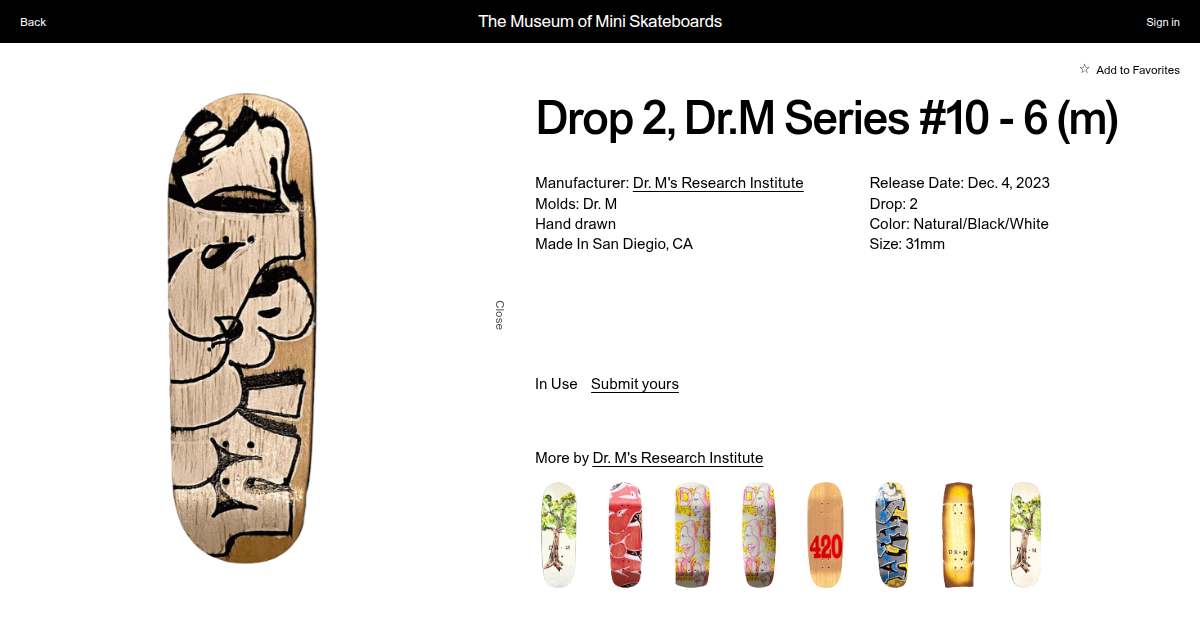 Back
The Museum of Mini Skateboards
Sign in
☆ Add to Favorites
Drop 2, Dr.M Series #10 - 6 (m)
Manufacturer: Dr. M's Research Institute
Molds: Dr. M
Hand drawn
Made In San Diegio, CA
Release Date: Dec. 4, 2023
Drop: 2
Color: Natural/Black/White
Size: 31mm
Close
In Use Submit yours
More by Dr. M's Research Institute
420